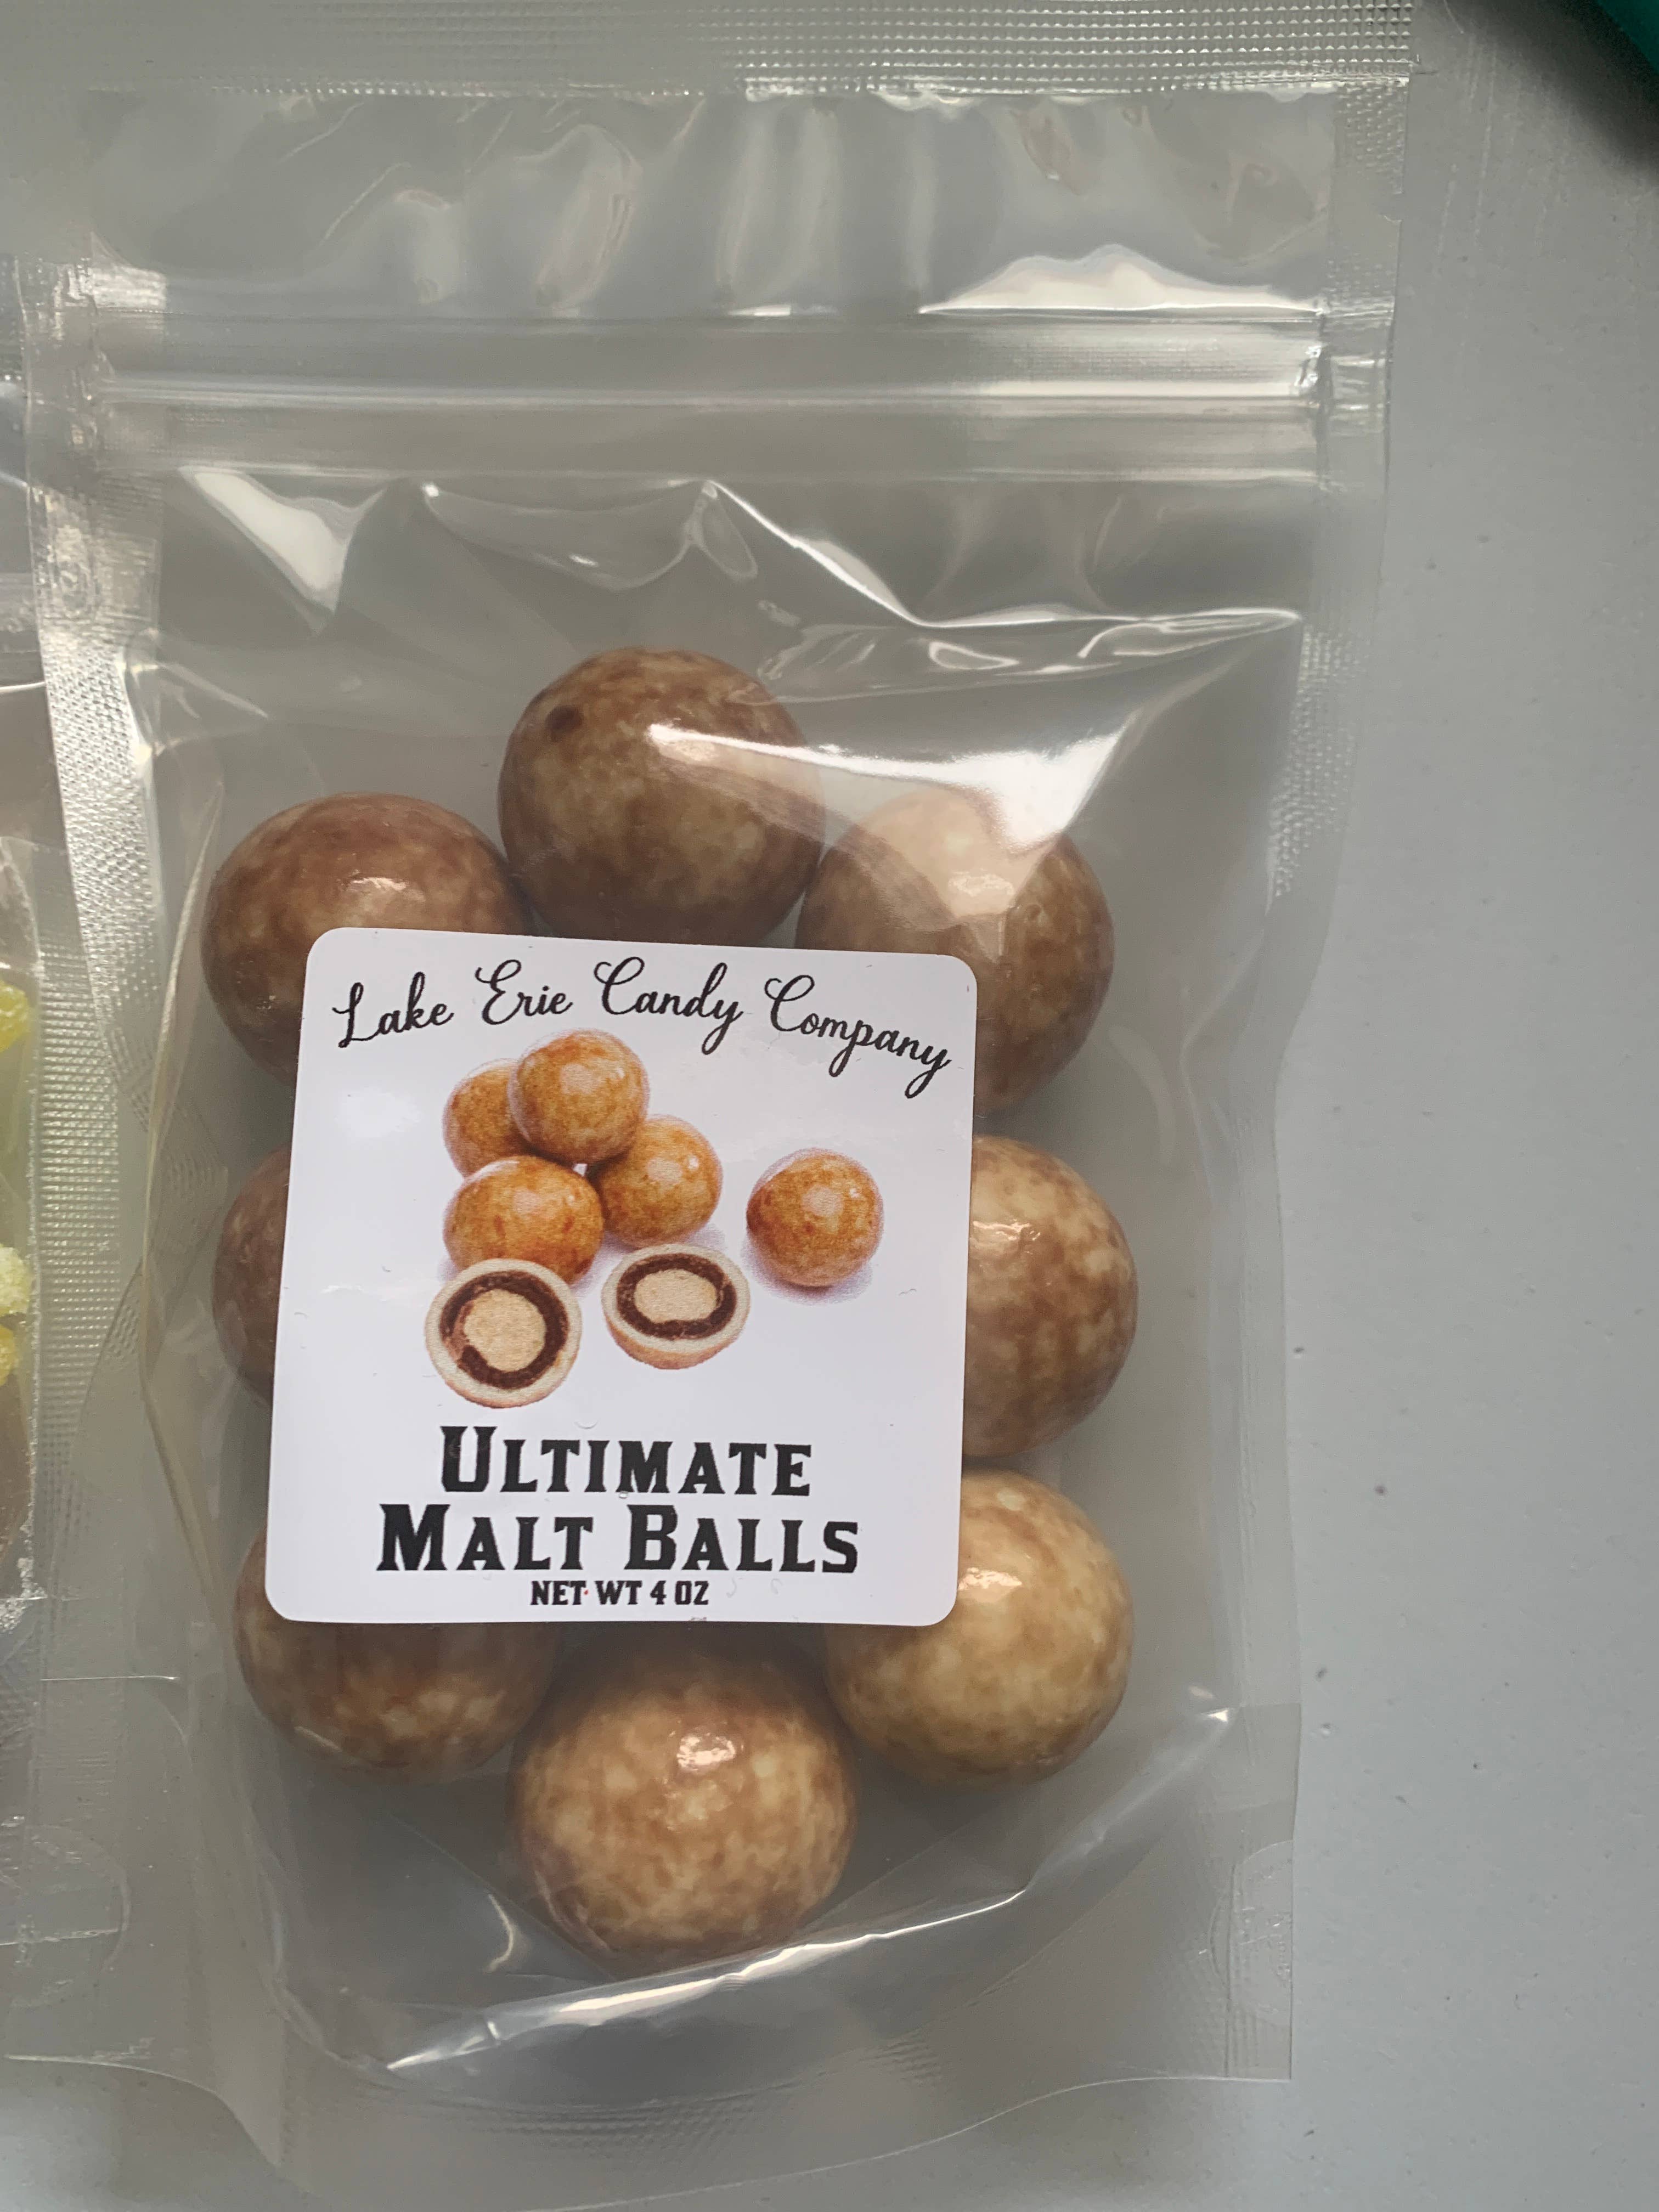 Lake Erie Candy Company
ULTIMATE
MALT BALLS
NET WT 4 OZ